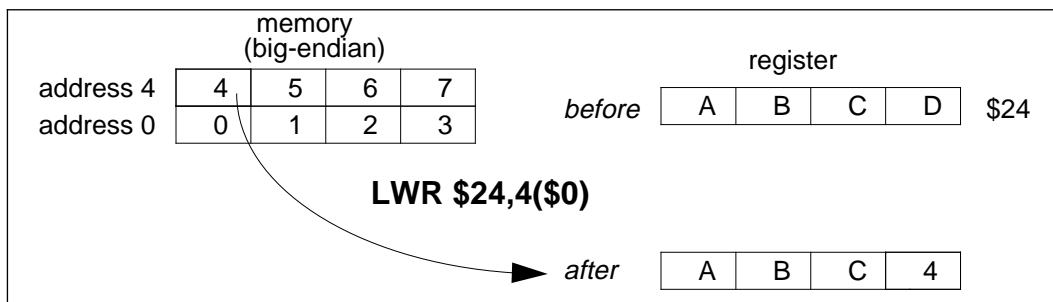 memory
(big-endian)
register
address 4 4 5 6 7
before A B C D $24
address 0 0 1 2 3
LWR $24,4($0)
after A B C 4